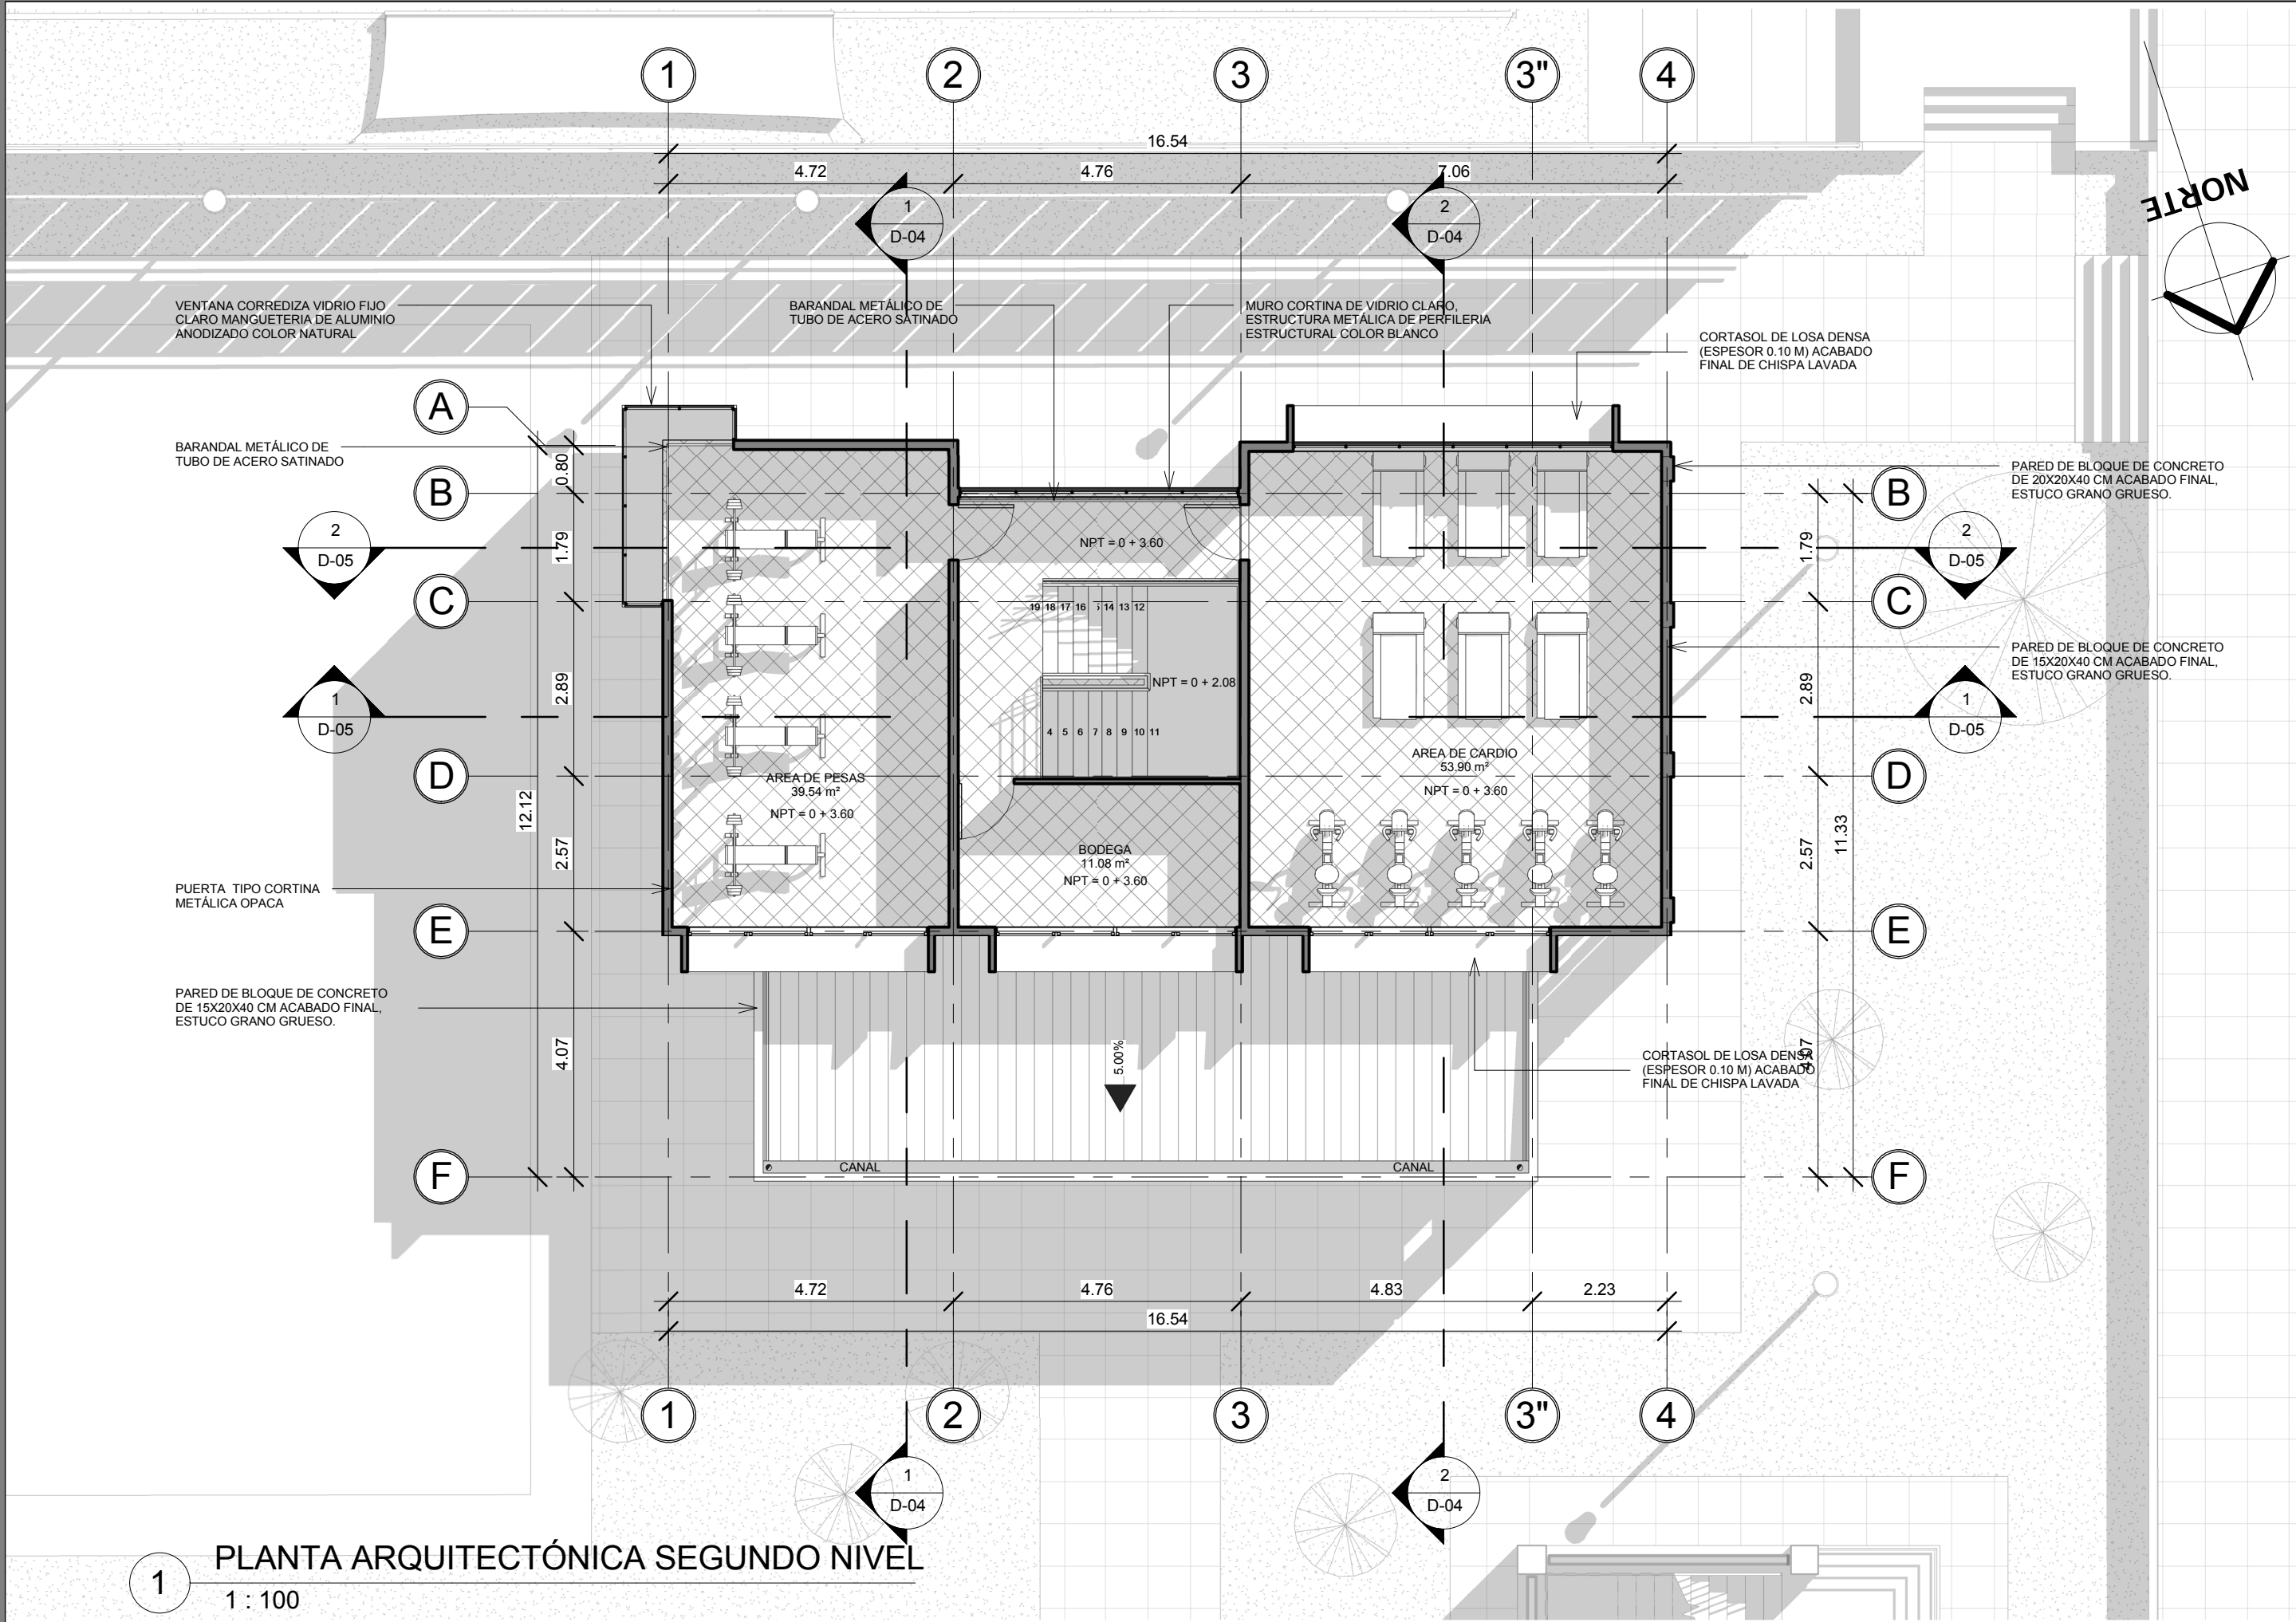 1
2
3
3"
4
16.54
4.72
4.76
7.06
NORTE
1
D-04
2
D-04
VENTANA CORREDIZA VIDRIO FIJO
CLARO MANGUETERIA DE ALUMINIO
ANODIZADO COLOR NATURAL
BARANDAL METÁLICO DE
TUBO DE ACERO SATINADO
MURO CORTINA DE VIDRIO CLARO,
ESTRUCTURA METÁLICA DE PERFILERIA
ESTRUCTURAL COLOR BLANCO
CORTASOL DE LOSA DENSA
(ESPESOR 0.10 M) ACABADO
FINAL DE CHISPA LAVADA
A
BARANDAL METÁLICO DE
TUBO DE ACERO SATINADO
0.80
B
B
PARED DE BLOQUE DE CONCRETO
DE 20X20X40 CM ACABADO FINAL,
ESTUCO GRANO GRUESO.
2
D-05
1.79
NPT = 0 + 3.60
1.79
2
D-05
C
19 18 17 16 14 13 12
C
PARED DE BLOQUE DE CONCRETO
DE 15X20X40 CM ACABADO FINAL,
ESTUCO GRANO GRUESO.
1
D-05
2.89
NPT = 0 + 2.08
2.89
1
D-05
4 5 6 7 8 9 10 11
D
AREA DE PESAS
39.54 m²
NPT = 0 + 3.60
AREA DE CARDIO
53.90 m²
NPT = 0 + 3.60
D
12.12
2.57
BODEGA
11.08 m²
NPT = 0 + 3.60
2.57
11.33
PUERTA TIPO CORTINA
METÁLICA OPACA
E
E
PARED DE BLOQUE DE CONCRETO
DE 15X20X40 CM ACABADO FINAL,
ESTUCO GRANO GRUESO.
4.07
5.00%
CORTASOL DE LOSA DENSA
(ESPESOR 0.10 M) ACABADO
FINAL DE CHISPA LAVADA
4.07
F
CANAL
CANAL
F
4.72
4.76
4.83
2.23
16.54
1
2
3
3"
4
1
D-04
2
D-04
1
PLANTA ARQUITECTÓNICA SEGUNDO NIVEL
1 : 100